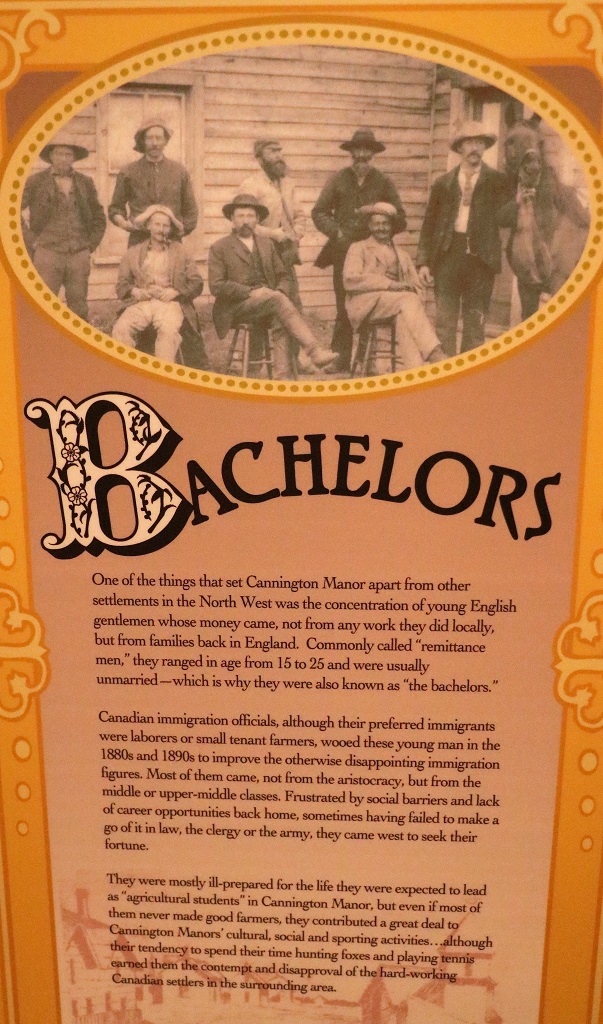 BACHELORS
One of the things that set Cannington Manor apart from other
settlements in the North West was the concentration of young English
gentlemen whose money came, not from any work they did locally,
but from families back in England. Commonly called “remittance
men,” they ranged in age from 15 to 25 and were usually
unmarried—which is why they were also known as “the bachelors.”
Canadian immigration officials, although their preferred immigrants
were laborers or small tenant farmers, wooed these young man in the
1880s and 1890s to improve the otherwise disappointing immigration
figures. Most of them came, not from the aristocracy, but from the
middle or upper-middle classes. Frustrated by social barriers and lack
of career opportunities back home, sometimes having failed to make a
go of it in law, the clergy or the army, they came west to seek their
fortune.
They were mostly ill-prepared for the life they were expected to lead
as “agricultural students” in Cannington Manor, but even if most of
them never made good farmers, they contributed a great deal to
Cannington Manors’ cultural, social and sporting activities…although
their tendency to spend their time hunting foxes and playing tennis
earned them the contempt and disapproval of the hard-working
Canadian settlers in the surrounding area.